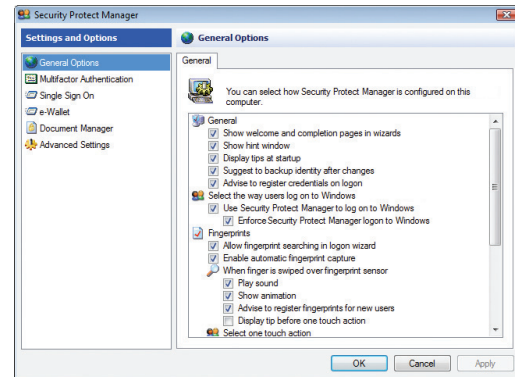 Security Protect Manager
Settings and Options
General Options
Multifactor Authentication
Single Sign On
e-Wallet
Document Manager
Advanced Settings
General Options
General
You can select how Security Protect Manager is configured on this
computer.
General
Show welcome and completion pages in wizards
Show hint window
Display tips at startup
Suggest to backup identity after changes
Advise to register credentials on logon
Select the way users log on to Windows
Use Security Protect Manager to log on to Windows
Enforce Security Protect Manager logon to Windows
Fingerprints
Allow fingerprint searching in logon wizard
Enable automatic fingerprint capture
When finger is swiped over fingerprint sensor
Play sound
Show animation
Advise to register fingerprints for new users
Display tip before one touch action
Select one touch action
OK
Cancel
Apply